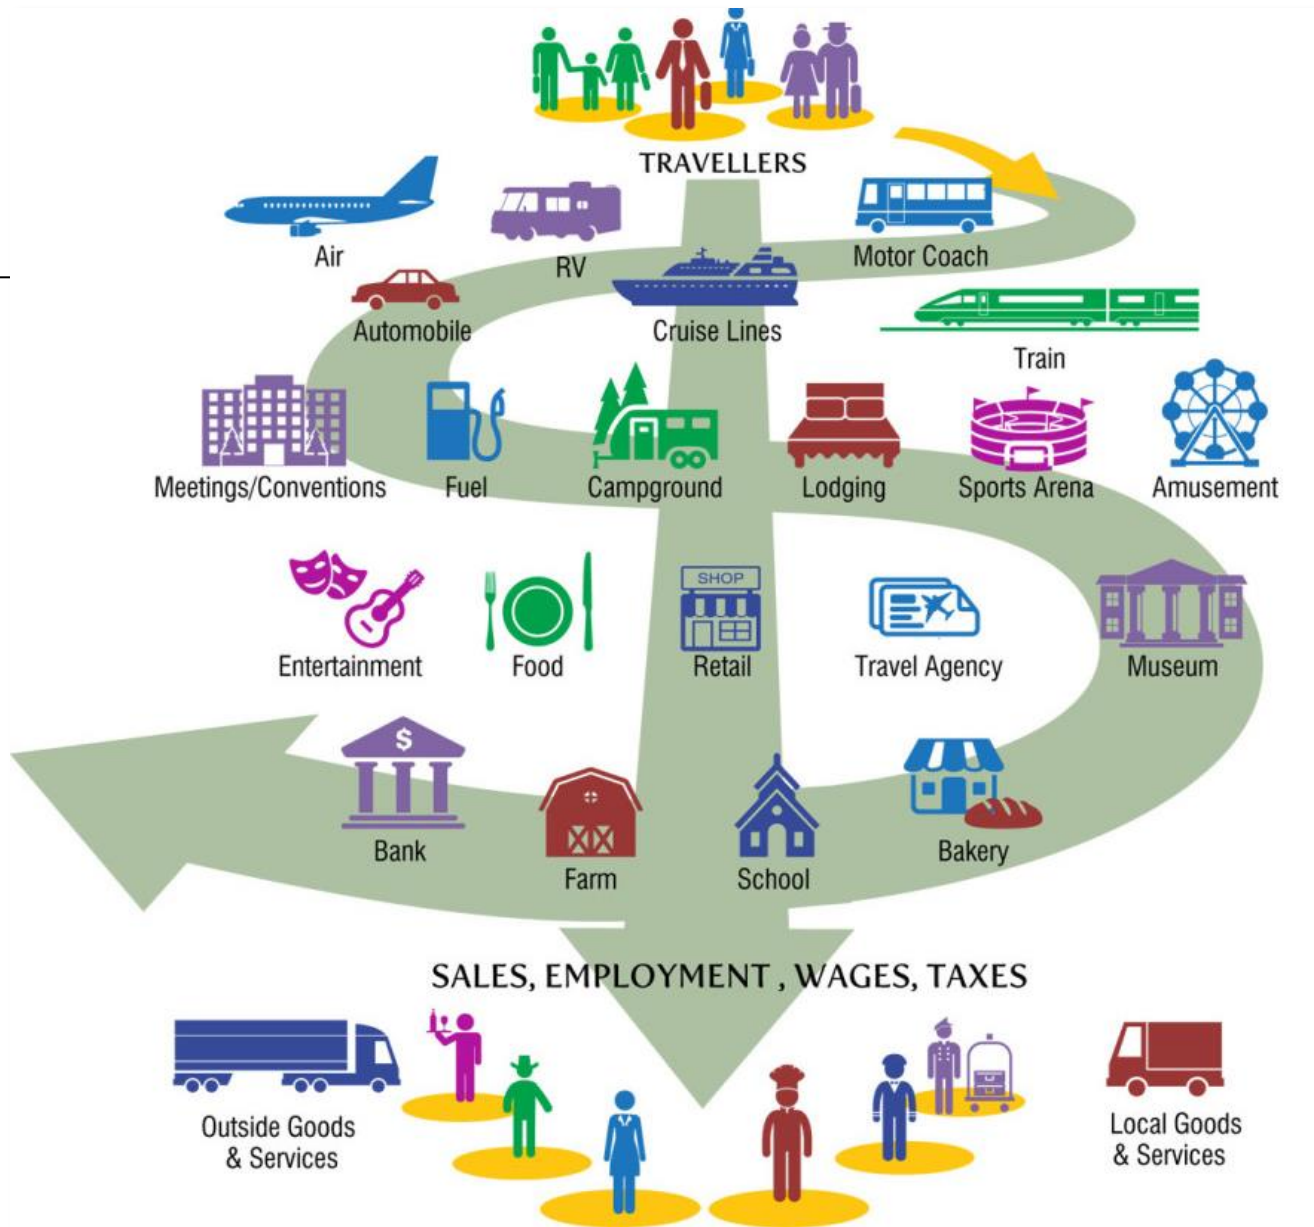 TRAVELLERS
Air
RV
Motor Coach
Automobile
Cruise Lines
Train
Meetings/Conventions
Fuel
Campground
Lodging
Sports Arena
Amusement
SHOP
Entertainment
Food
Retail
Travel Agency
Museum
$
Bank
Farm
School
Bakery
SALES, EMPLOYMENT , WAGES, TAXES
Outside Goods
& Services
Local Goods
& Services